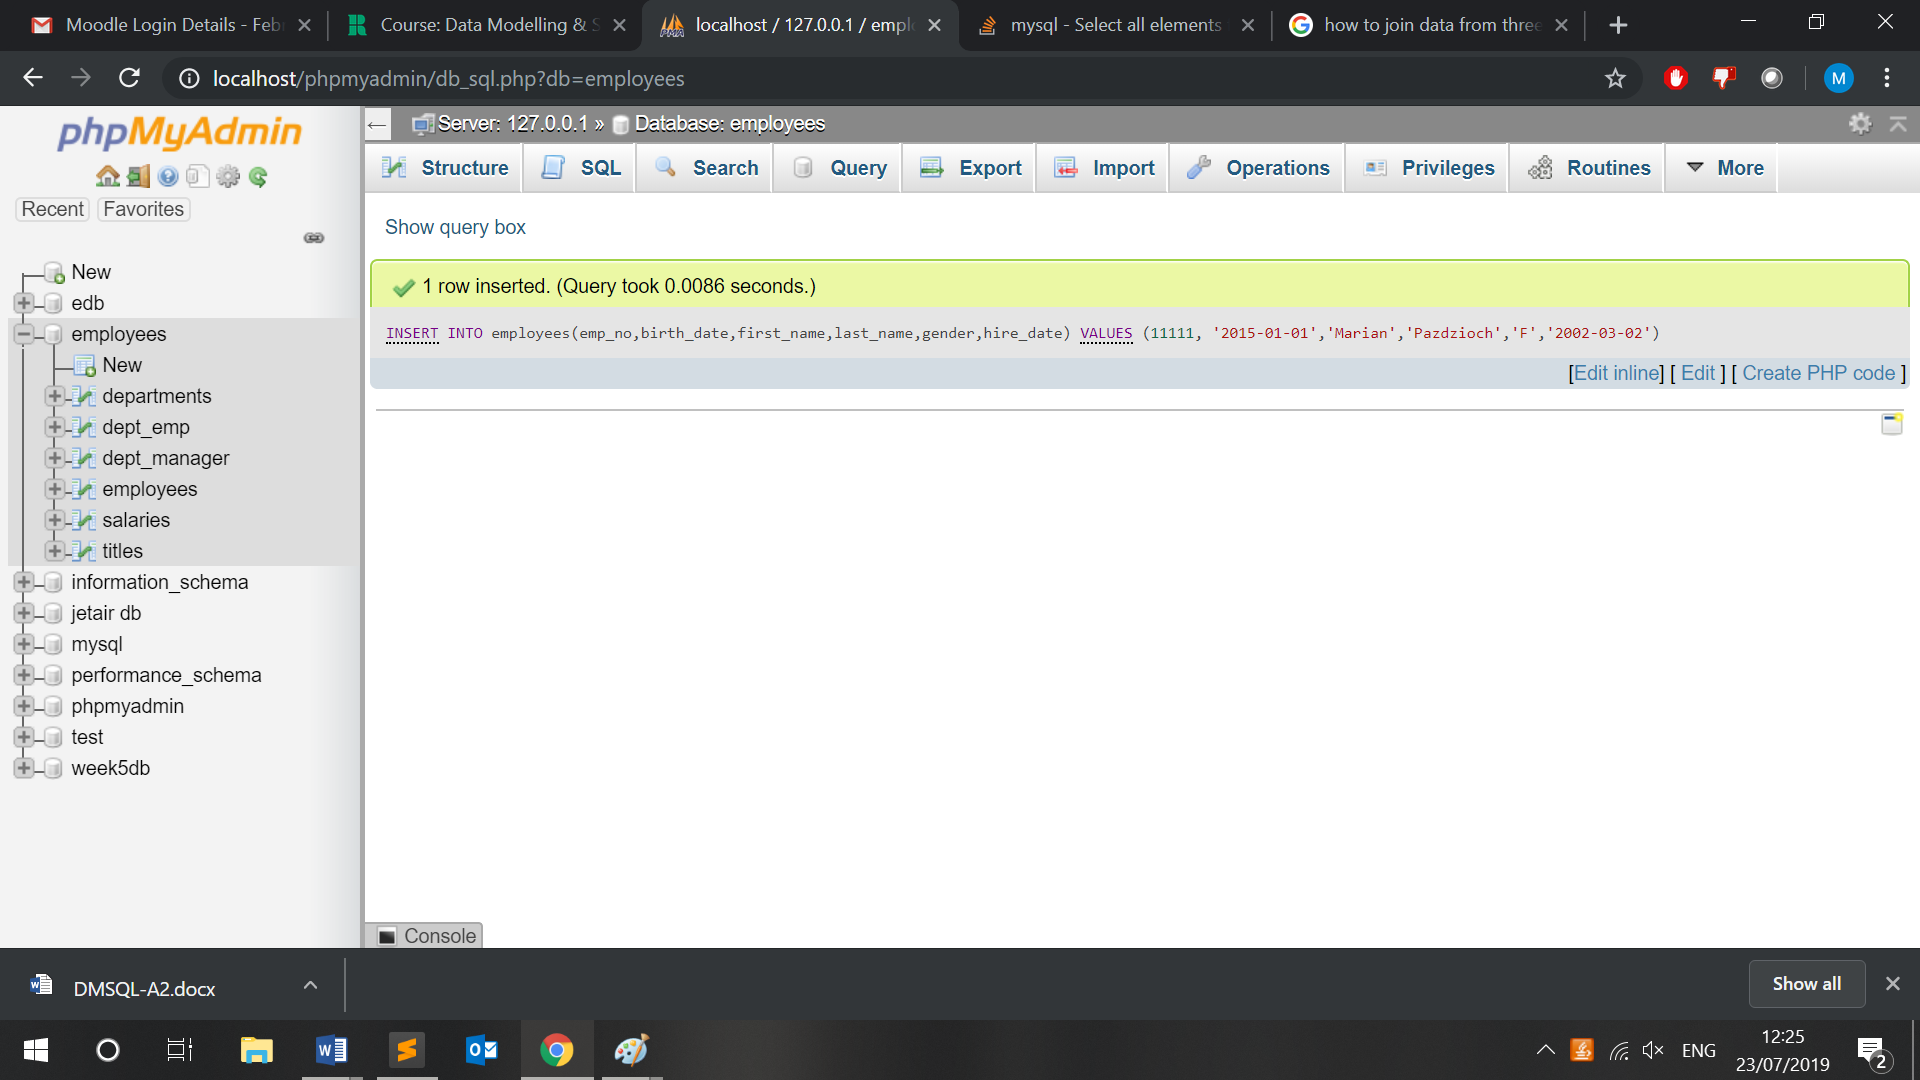 Moodle Login Details - Feb
Course: Data Modelling & S
localhost / 127.0.0.1 / empl
mysql - Select all elements
how to join data from three
localhost/phpmyadmin/db_sql.php?db=employees
M
phpMyAdmin
Recent
Favorites
New
edb
employees
New
departments
dept_emp
dept_manager
employees
salaries
titles
information_schema
jetair db
mysql
performance_schema
phpmyadmin
test
week5db
Server: 127.0.0.1 » Database: employees
Structure
SQL
Search
Query
Export
Import
Operations
Privileges
Routines
More
Show query box
1 row inserted. (Query took 0.0086 seconds.)
INSERT INTO employees(emp_no,birth_date,first_name,last_name,gender,hire_date) VALUES (11111, '2015-01-01','Marian','Pazdzioch','F','2002-03-02')
[Edit inline] [ Edit ] [ Create PHP code ]
Console
DMSQL-A2.docx
Show all
ENG
12:25
23/07/2019
2